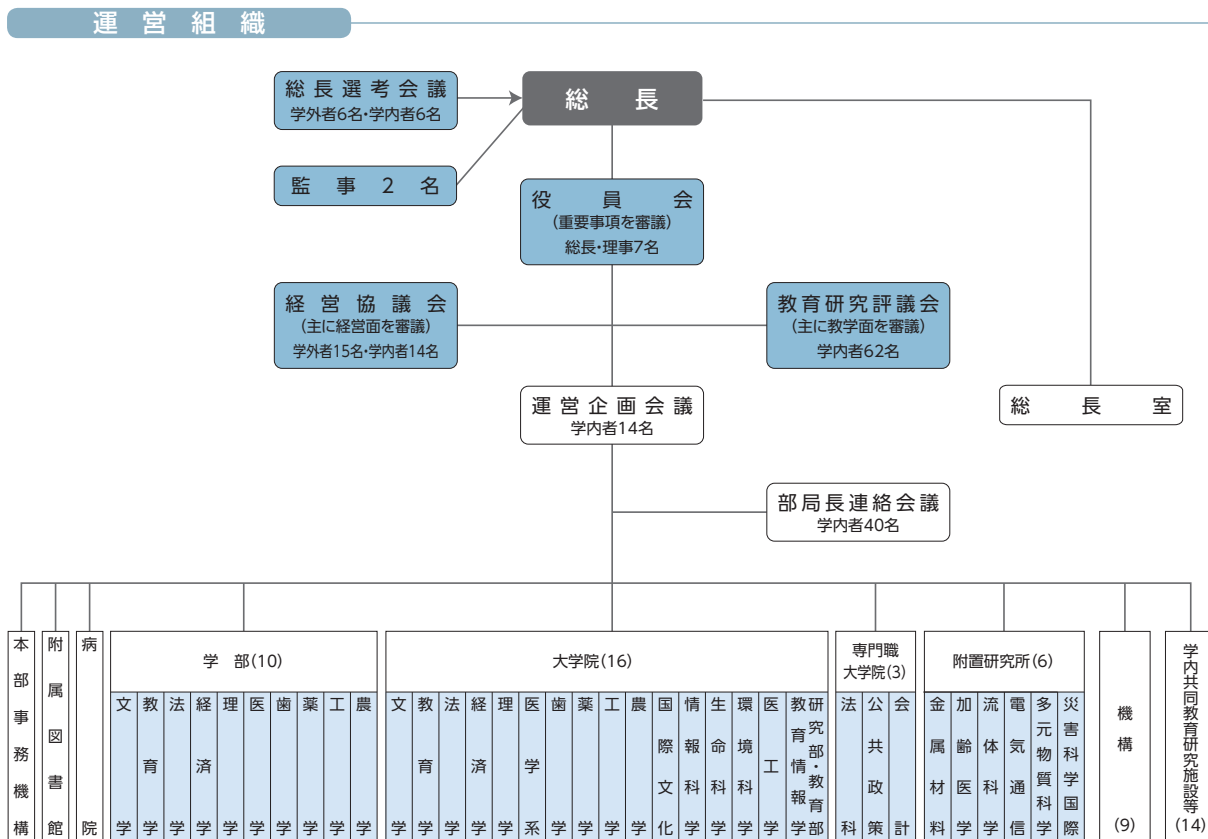 運営組織
総長選考会議
学外者6名・学内者6名
総長
監事2名
役員会
(重要事項を審議)
総長・理事7名
経営協議会
(主に経営面を審議)
学外者15名・学内者14名
教育研究評議会
(主に教学面を審議)
学内者62名
運営企画会議
学内者14名
総長室
部局長連絡会議
学内者40名
本部事務機構
附属図書館
病院
学部(10)
文学
教育学
法学
経済学
理学
医学
歯学
薬学
工学
農学
大学院(16)
文学
教育学
法学
経済学
理学
医学系
歯学
薬学
工学
農学
国際文化
情報科学
生命科学
環境科学
医工学
教育情報学
研究部・教育部
専門職
大学院(3)
法科
公共政策
会計
附置研究所(6)
金属材料
加齢医学
流体科学
電気通信
多元物質科学
災害科学国際
機構
(9)
学内共同教育研究施設等
(14)